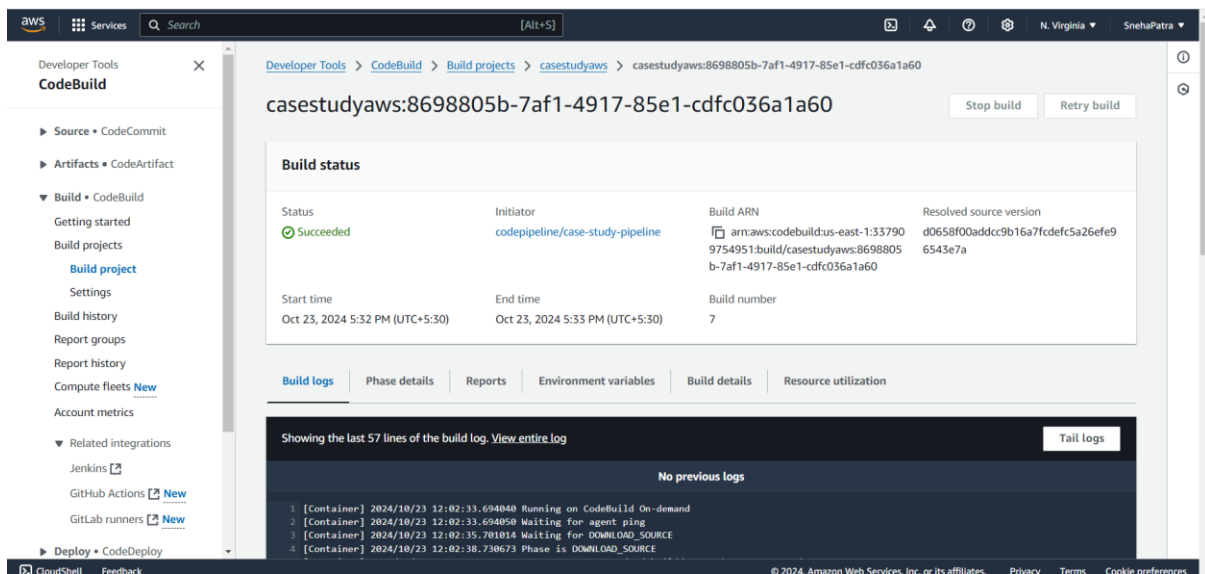 aws
Services
Search
[Alt+S]
N. Virginia ▼
SnehaPatra ▼
Developer Tools
CodeBuild
Source • CodeCommit
Artifacts • CodeArtifact
Build • CodeBuild
Getting started
Build projects
Build project
Settings
Build history
Report groups
Report history
Compute fleets New
Account metrics
Related integrations
Jenkins
GitHub Actions New
GitLab runners New
Deploy • CodeDeploy
Developer Tools > CodeBuild > Build projects > casestudyaws > casestudyaws:8698805b-7af1-4917-85e1-cdfc036a1a60
casestudyaws:8698805b-7af1-4917-85e1-cdfc036a1a60
Stop build
Retry build
Build status
Status
Succeeded
Initiator
codepipeline/case-study-pipeline
Build ARN
arn:aws:codebuild:us-east-1:33790
9754951:build/casestudyaws:8698805
b-7af1-4917-85e1-cdfc036a1a60
Resolved source version
d0658f00addcc9b16a7fcdefc5a26efe9
6543e7a
Start time
Oct 23, 2024 5:32 PM (UTC+5:30)
End time
Oct 23, 2024 5:33 PM (UTC+5:30)
Build number
7
Build logs
Phase details
Reports
Environment variables
Build details
Resource utilization
Showing the last 57 lines of the build log. View entire log
Tail logs
No previous logs
1 [Container] 2024/10/23 12:02:33.694040 Running on CodeBuild On-demand
2 [Container] 2024/10/23 12:02:33.694050 Waiting for agent ping
3 [Container] 2024/10/23 12:02:35.701014 Waiting for DOWNLOAD_SOURCE
4 [Container] 2024/10/23 12:02:38.730673 Phase is DOWNLOAD_SOURCE
CloudShell
Feedback
© 2024, Amazon Web Services, Inc. or its affiliates.
Privacy
Terms
Cookie preferences